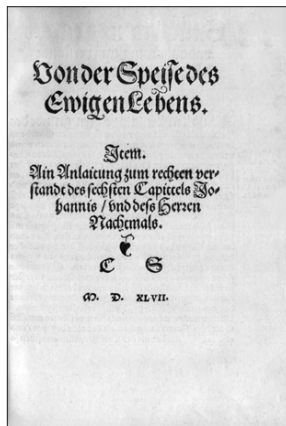 Von der Speise des
Ewigen Lebens.
Item.
Ain Anlaitung zum rechten ver-
standt des sechsten Capittels Jo-
hannis / vnd dess Herren
Nachtmals.
C S
M. D. XLVII.